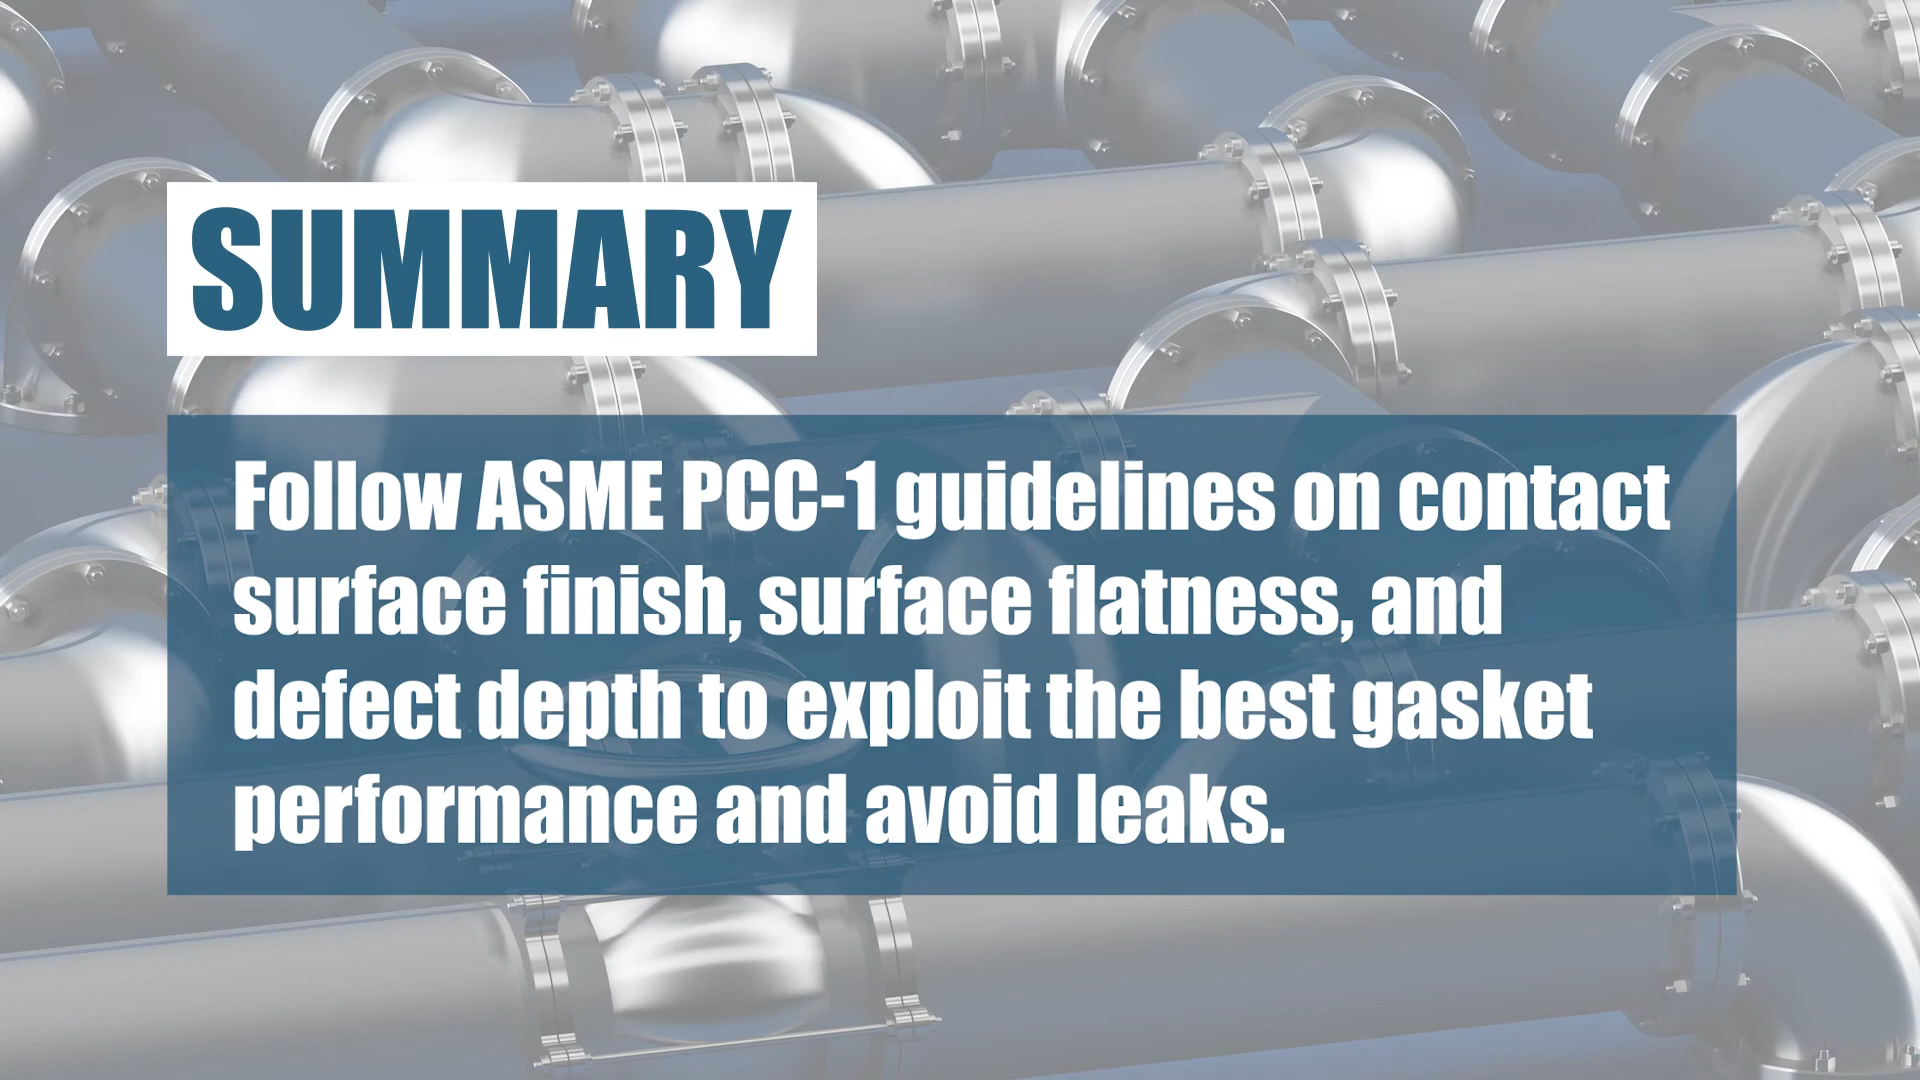 SUMMARY
Follow ASME PCC-1 guidelines on contact
surface finish, surface flatness, and
defect depth to exploit the best gasket
performance and avoid leaks.